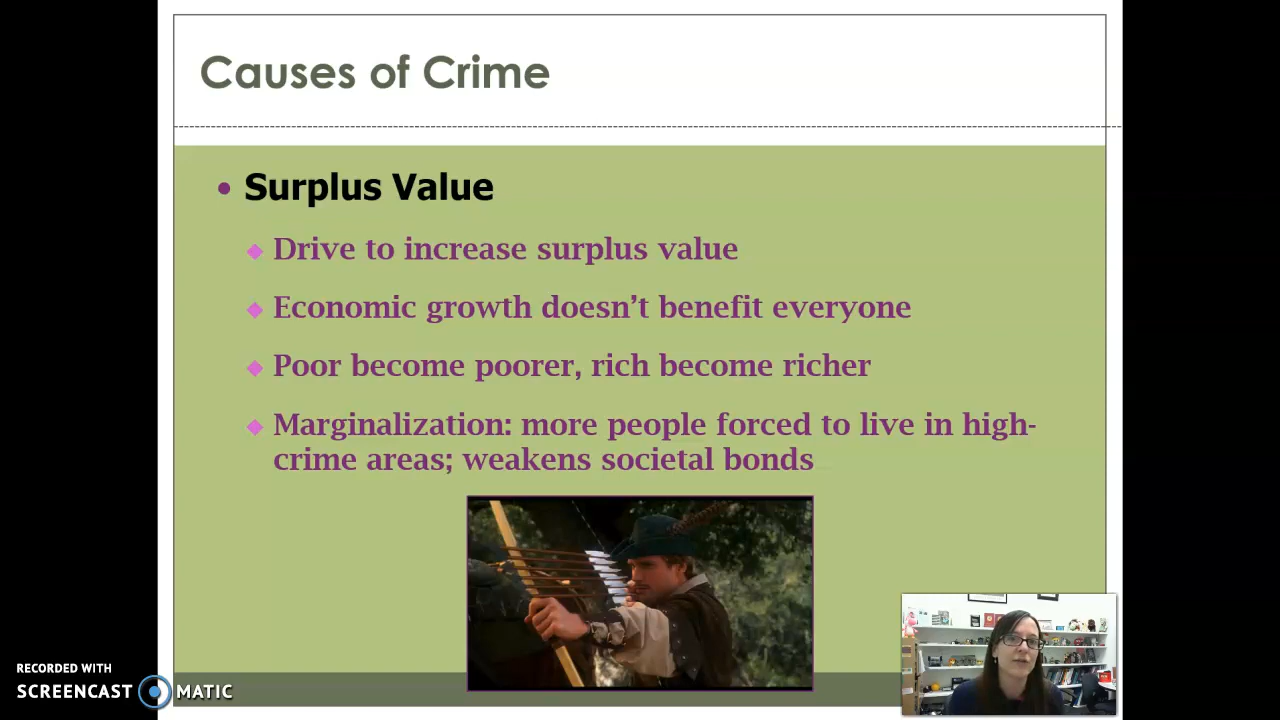 Causes of Crime
• Surplus Value
Drive to increase surplus value
Economic growth doesn't benefit everyone
Poor become poorer, rich become richer
Marginalization: more people forced to live in high-
crime areas; weakens societal bonds
RECORDED WITH
SCREENCAST MATIC